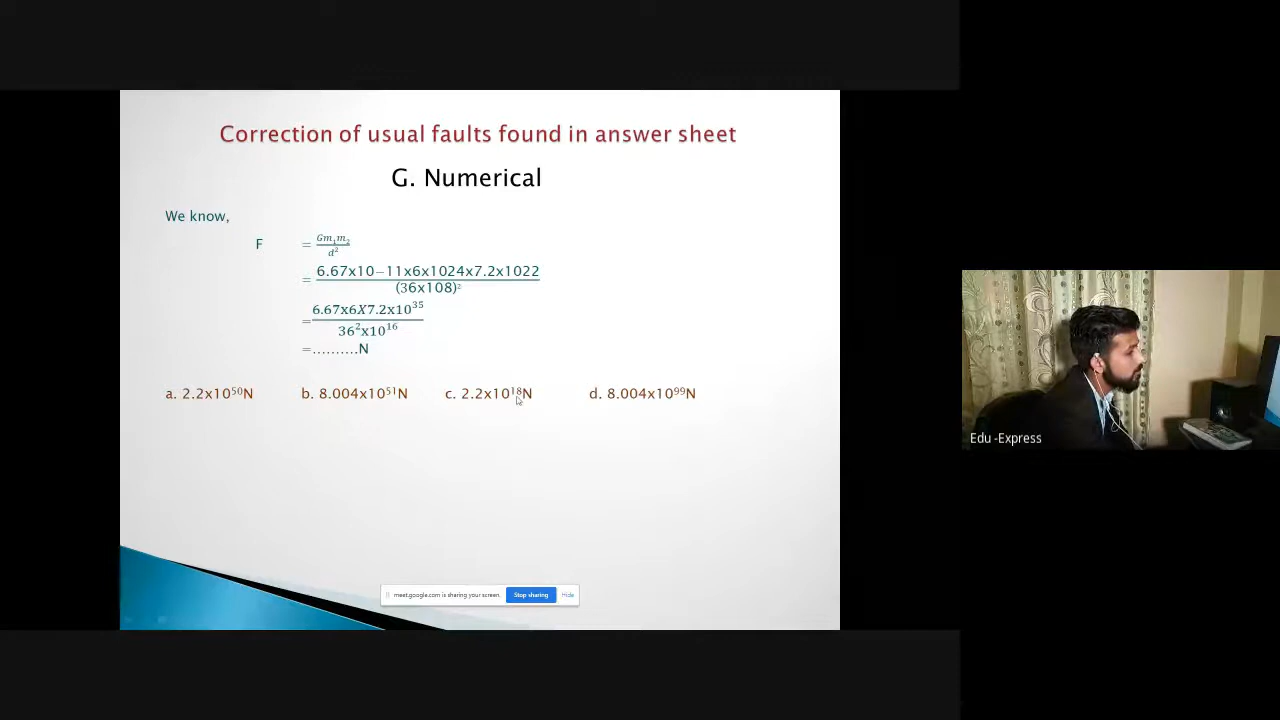 Correction of usual faults found in answer sheet
G. Numerical
We know,
F = Gm₁m₂/d²
= 6.67x10−11x6x1024x7.2x1022/(36x108)²
= 6.67x6X7.2x10³⁵/36²x10¹⁶
=..........N
a. 2.2x10⁵⁰N b. 8.004x10⁵¹N c. 2.2x10¹⁸N d. 8.004x10⁹⁹N
Edu -Express
meet.google.com is sharing your screen. Stop sharing Hide